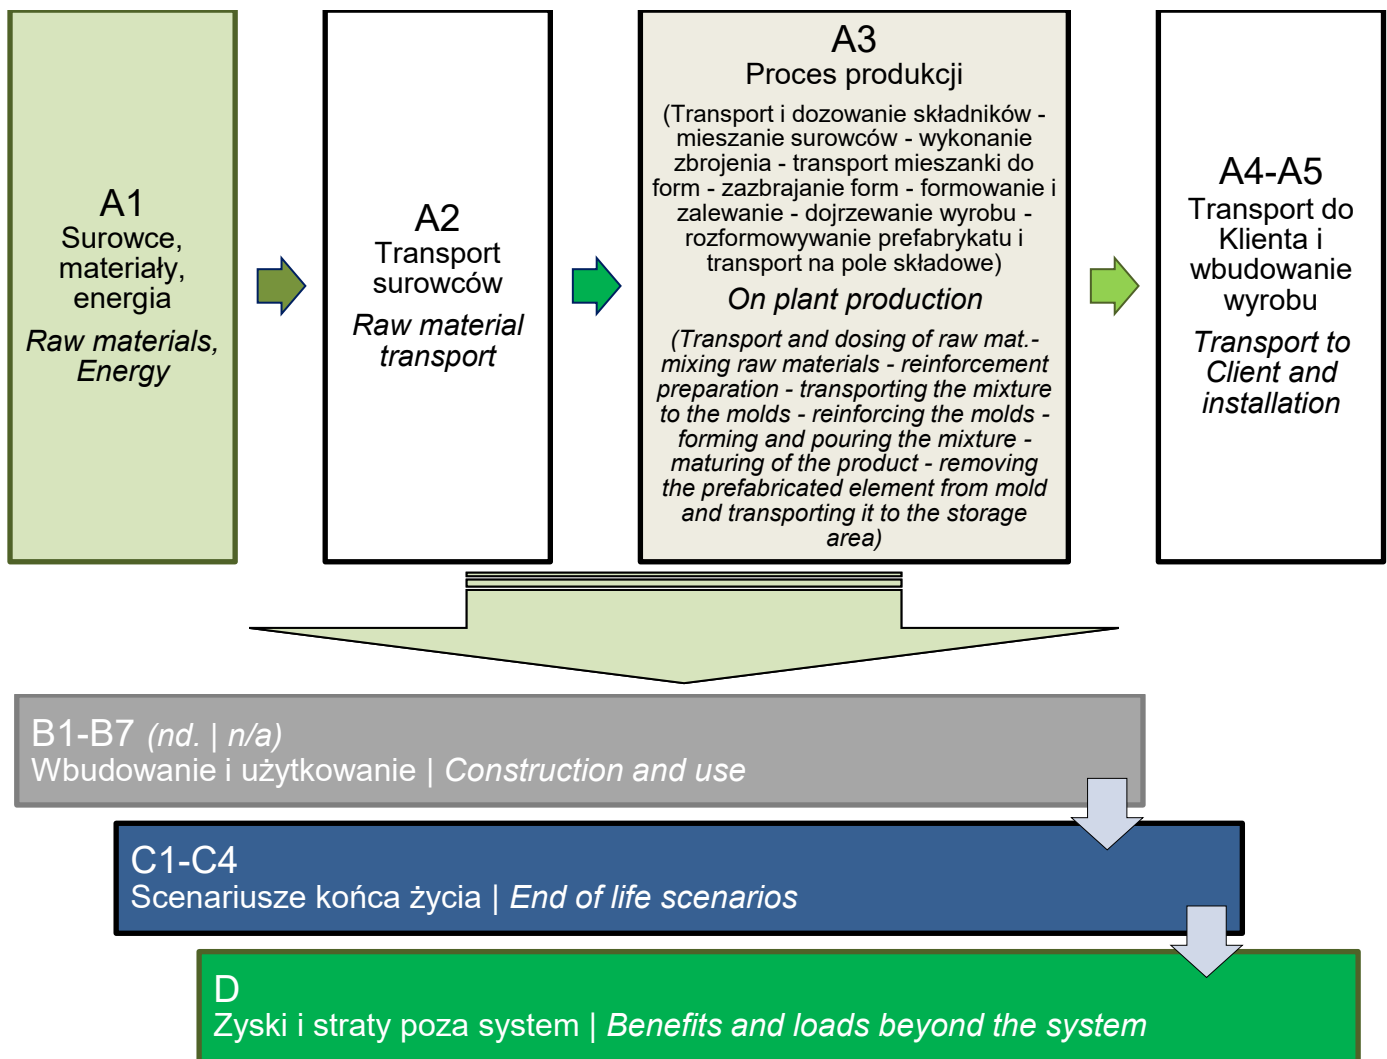 A1
Surowce,
materiały,
energia
Raw materials,
Energy
A2
Transport
surowców
Raw material
transport
A3
Proces produkcji
(Transport i dozowanie składników -
mieszanie surowców - wykonanie
zbrojenia - transport mieszanki do
form - zazbrajanie form - formowanie i
zalewanie - dojrzewanie wyrobu -
rozformowywanie prefabrykatu i
transport na pole składowe)
On plant production
(Transport and dosing of raw mat.-
mixing raw materials - reinforcement
preparation - transporting the mixture
to the molds - reinforcing the molds -
forming and pouring the mixture -
maturing of the product - removing
the prefabricated element from mold
and transporting it to the storage
area)
A4-A5
Transport do
Klienta i
wbudowanie
wyrobu
Transport to
Client and
installation
B1-B7 (nd. | n/a)
Wbudowanie i użytkowanie | Construction and use
C1-C4
Scenariusze końca życia | End of life scenarios
D
Zyski i straty poza system | Benefits and loads beyond the system